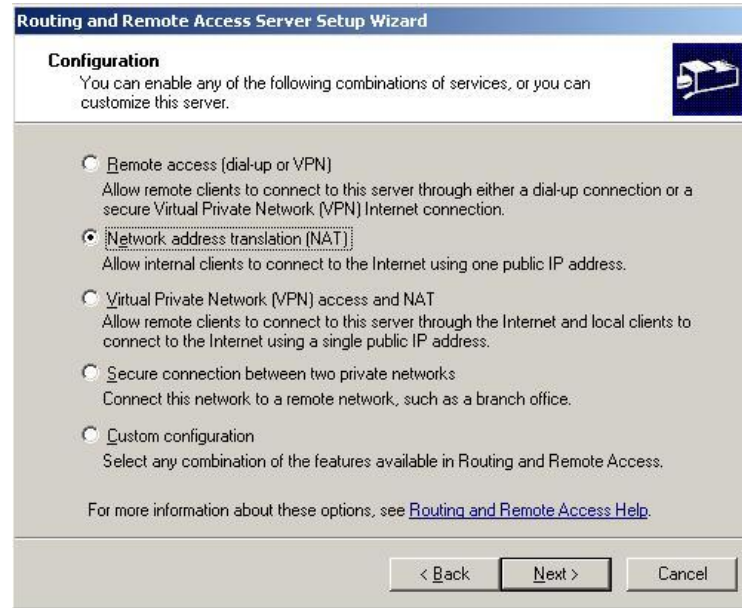 Routing and Remote Access Server Setup Wizard
Configuration
You can enable any of the following combinations of services, or you can
customize this server.
Remote access (dial-up or VPN)
Allow remote clients to connect to this server through either a dial-up connection or a
secure Virtual Private Network (VPN) Internet connection.
Network address translation (NAT)
Allow internal clients to connect to the Internet using one public IP address.
Virtual Private Network (VPN) access and NAT
Allow remote clients to connect to this server through the Internet and local clients to
connect to the Internet using a single public IP address.
Secure connection between two private networks
Connect this network to a remote network, such as a branch office.
Custom configuration
Select any combination of the features available in Routing and Remote Access.
For more information about these options, see Routing and Remote Access Help.
< Back Next > Cancel